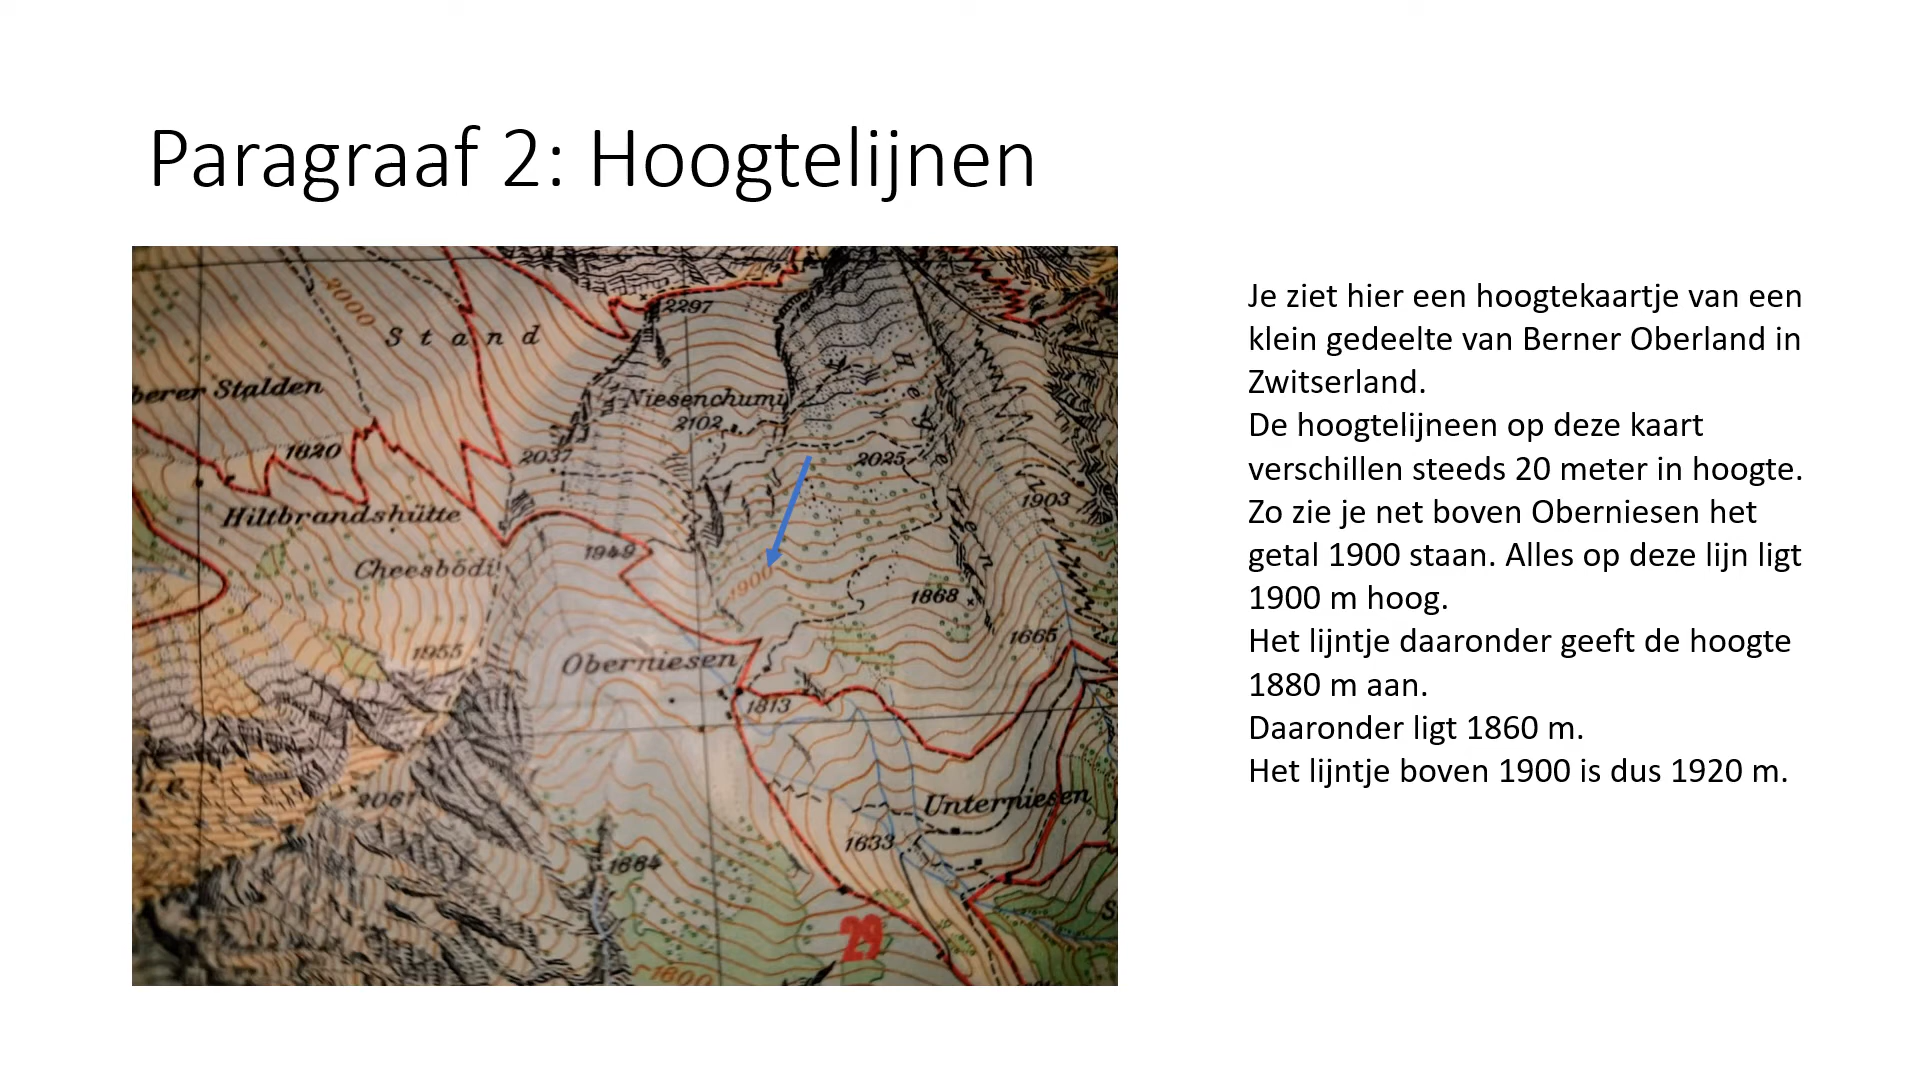 Paragraaf 2: Hoogtelijnen
Je ziet hier een hoogtekaartje van een
klein gedeelte van Berner Oberland in
Zwitserland.
De hoogtelijneen op deze kaart
verschillen steeds 20 meter in hoogte.
Zo zie je net boven Oberniesen het
getal 1900 staan. Alles op deze lijn ligt
1900 m hoog.
Het lijntje daaronder geeft de hoogte
1880 m aan.
Daaronder ligt 1860 m.
Het lijntje boven 1900 is dus 1920 m.
2000
2297
Stand
berer Stalden
Niesenchumi
2102
1820
2037
2025
1903
Hiltbrandshütte
1949
Cheesbödi
1900
1868
1665
1955
Oberniesen
1813
2081
Unterniesen
1633
1684
29
1800